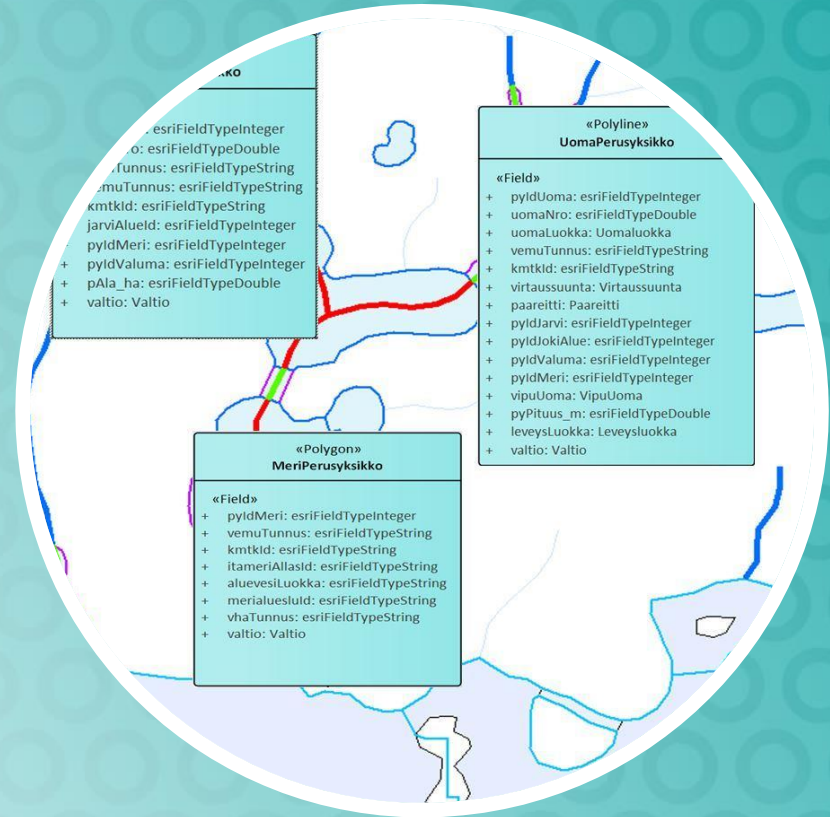 : esriFieldTypeInteger
ro: esriFieldTypeDouble
Tunnus: esriFieldTypeString
emuTunnus: esriFieldTypeString
kmtkId: esriFieldTypeString
jarviAlueId: esriFieldTypeInteger
+ pyIdMeri: esriFieldTypeInteger
+ pyIdValuma: esriFieldTypeInteger
+ pAla_ha: esriFieldTypeDouble
+ valtio: Valtio
«Polyline»
UomaPerusyksikko
«Field»
+ pyIdUoma: esriFieldTypeInteger
+ uomaNro: esriFieldTypeDouble
+ uomaLuokka: Uomaluokka
+ vemuTunnus: esriFieldTypeString
+ kmtkId: esriFieldTypeString
+ virtaussuunta: Virtaussuunta
+ paareitti: Paareitti
+ pyIdJarvi: esriFieldTypeInteger
+ pyIdJokiAlue: esriFieldTypeInteger
+ pyIdValuma: esriFieldTypeInteger
+ pyIdMeri: esriFieldTypeInteger
+ vipuUoma: VipuUoma
+ pyPituus_m: esriFieldTypeDouble
+ leveysLuokka: Leveysluokka
+ valtio: Valtio
«Polygon»
MeriPerusyksikko
«Field»
+ pyIdMeri: esriFieldTypeInteger
+ vemuTunnus: esriFieldTypeString
+ kmtkId: esriFieldTypeString
+ itameriAllasId: esriFieldTypeString
+ aluevesiLuokka: esriFieldTypeString
+ merialuesluId: esriFieldTypeString
+ vhaTunnus: esriFieldTypeString
+ valtio: Valtio